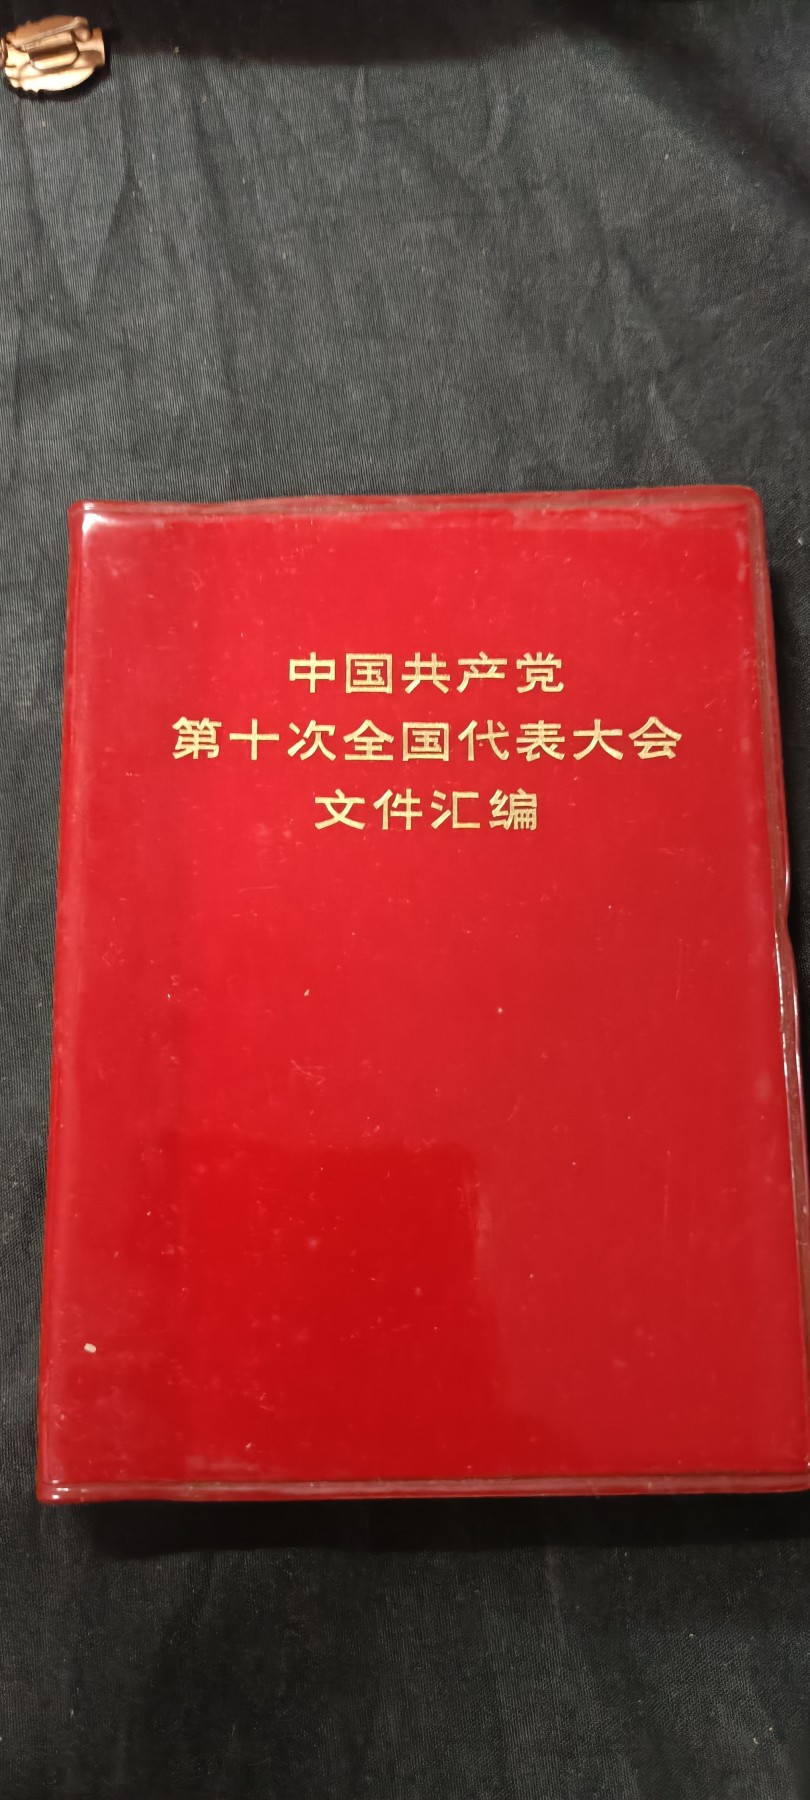 中国共产党
第十次全国代表大会
文件汇编